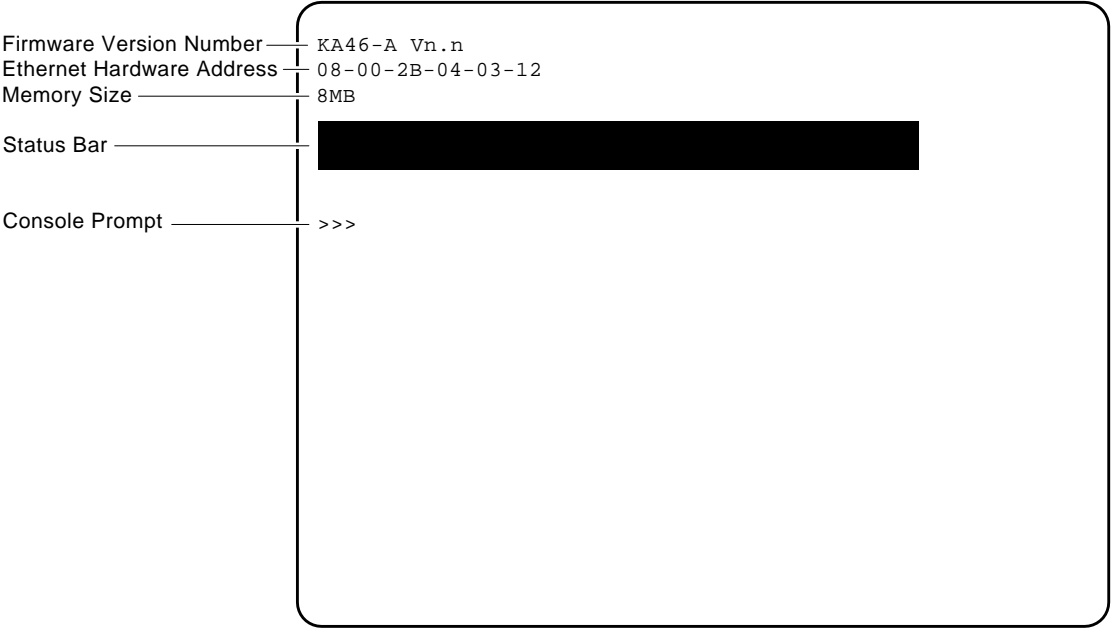 Firmware Version Number KA46-A Vn.n
Ethernet Hardware Address 08-00-2B-04-03-12
Memory Size 8MB
Status Bar
Console Prompt >>>